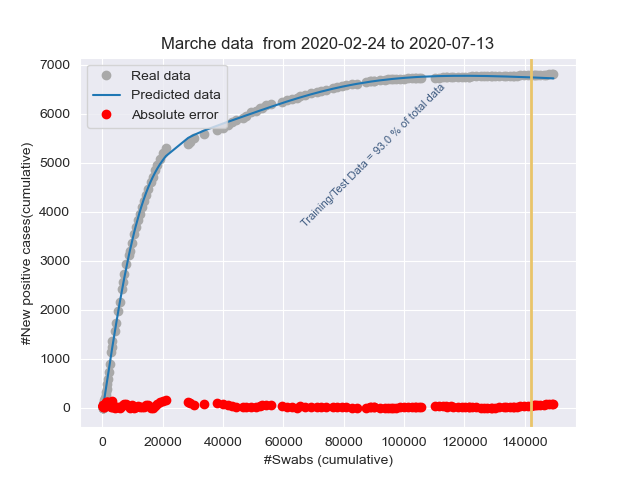 Marche data  from 2020-02-24 to 2020-07-13
7000
6000
5000
4000
3000
2000
1000
0
#New positive cases(cumulative)
Real data
Predicted data
Absolute error
Training/Test Data = 93.0 % of total data
0
20000
40000
60000
80000
100000
120000
140000
#Swabs (cumulative)